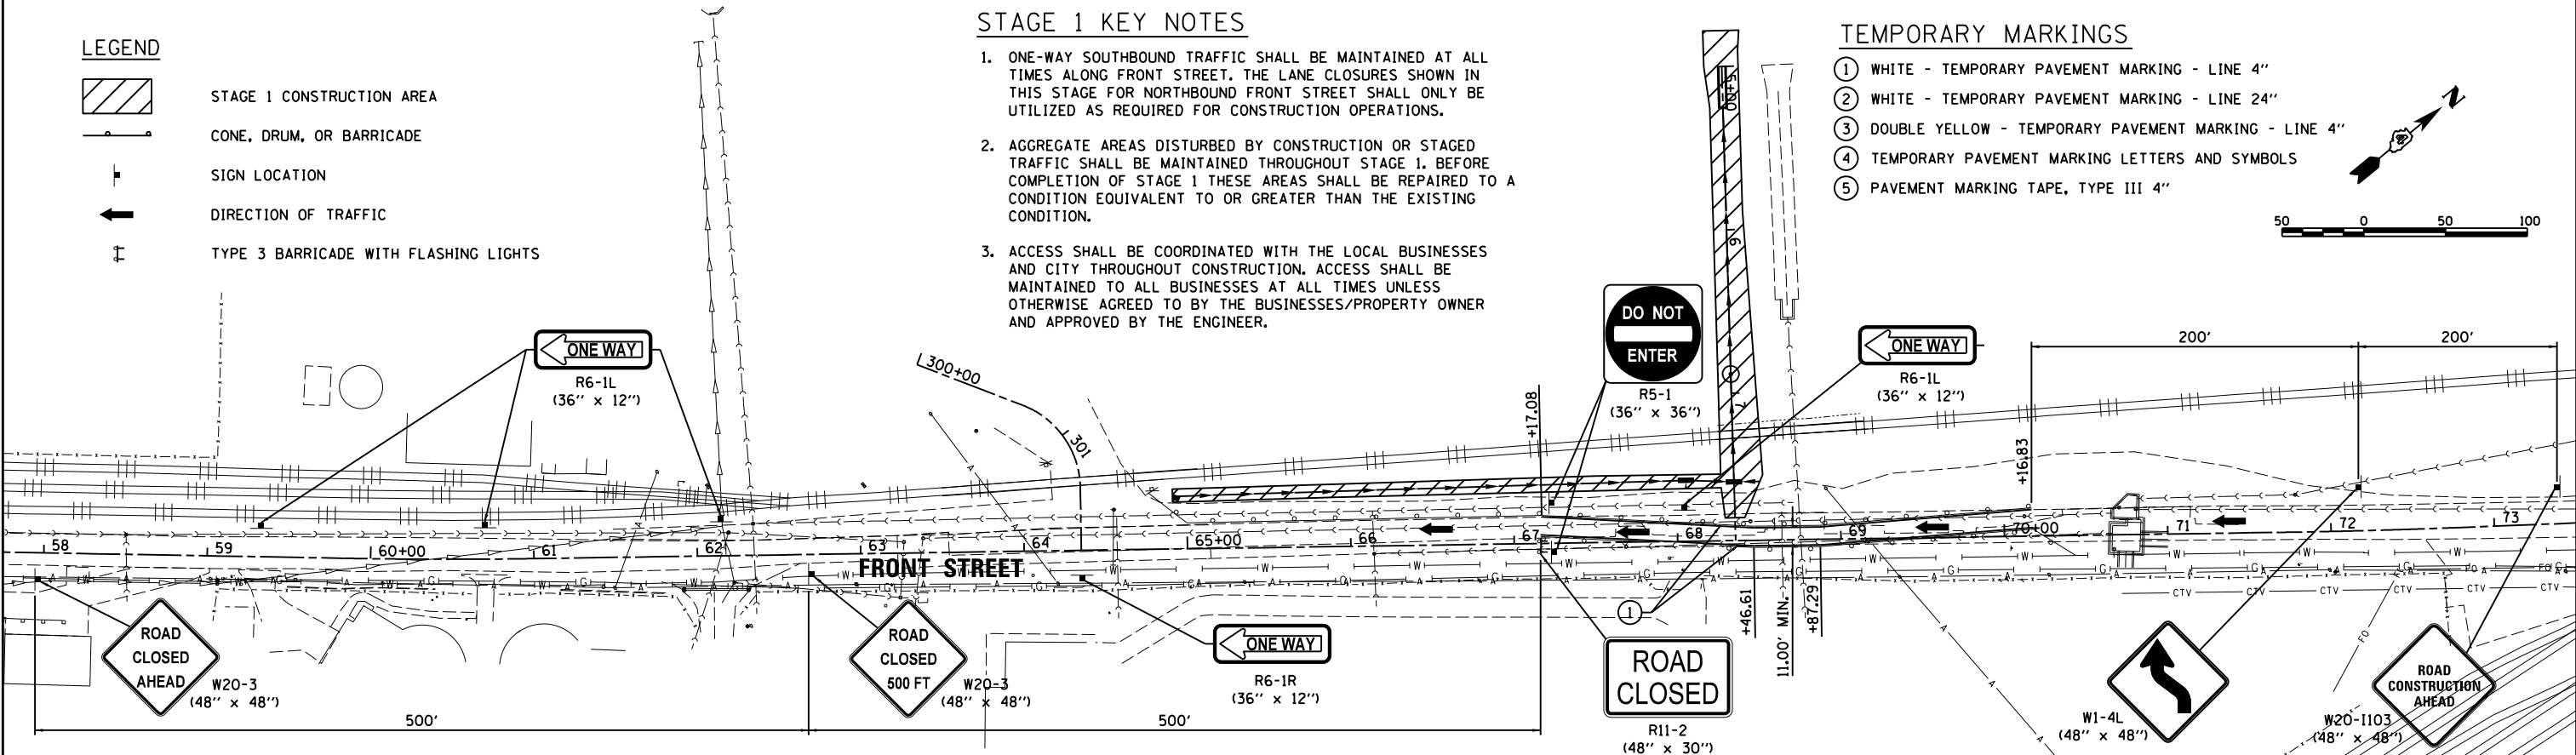 LEGEND
STAGE 1 CONSTRUCTION AREA
CONE, DRUM, OR BARRICADE
SIGN LOCATION
DIRECTION OF TRAFFIC
TYPE 3 BARRICADE WITH FLASHING LIGHTS
STAGE 1 KEY NOTES
1. ONE-WAY SOUTHBOUND TRAFFIC SHALL BE MAINTAINED AT ALL
TIMES ALONG FRONT STREET. THE LANE CLOSURES SHOWN IN
THIS STAGE FOR NORTHBOUND FRONT STREET SHALL ONLY BE
UTILIZED AS REQUIRED FOR CONSTRUCTION OPERATIONS.
2. AGGREGATE AREAS DISTURBED BY CONSTRUCTION OR STAGED
TRAFFIC SHALL BE MAINTAINED THROUGHOUT STAGE 1. BEFORE
COMPLETION OF STAGE 1 THESE AREAS SHALL BE REPAIRED TO A
CONDITION EQUIVALENT TO OR GREATER THAN THE EXISTING
CONDITION.
3. ACCESS SHALL BE COORDINATED WITH THE LOCAL BUSINESSES
AND CITY THROUGHOUT CONSTRUCTION. ACCESS SHALL BE
MAINTAINED TO ALL BUSINESSES AT ALL TIMES UNLESS
OTHERWISE AGREED TO BY THE BUSINESSES/PROPERTY OWNER
AND APPROVED BY THE ENGINEER.
TEMPORARY MARKINGS
1 WHITE - TEMPORARY PAVEMENT MARKING - LINE 4"
2 WHITE - TEMPORARY PAVEMENT MARKING - LINE 24"
3 DOUBLE YELLOW - TEMPORARY PAVEMENT MARKING - LINE 4"
4 TEMPORARY PAVEMENT MARKING LETTERS AND SYMBOLS
5 PAVEMENT MARKING TAPE, TYPE III 4"
N
50 0 50 100
5+00
6
7
ONE WAY
R6-1L
(36" x 12")
300+00
301
DO NOT
ENTER
R5-1
(36" x 36")
ONE WAY
R6-1L
(36" x 12")
200'
200'
+17.08
+16.83
58 59 60+00 61 62 63 64 65+00 66 67 68 69 70+00 71 72 73
FRONT STREET
CTV CTV CTV CTV CTV
FO
ROAD
CLOSED
AHEAD
W20-3
(48" x 48")
ROAD
CLOSED
500 FT
W20-3
(48" x 48")
ONE WAY
R6-1R
(36" x 12")
1
ROAD
CLOSED
R11-2
(48" x 30")
+46.61
11.00' MIN.
+87.29
W1-4L
(48" x 48")
ROAD
CONSTRUCTION
AHEAD
W20-I103
(48" x 48")
500'
500'